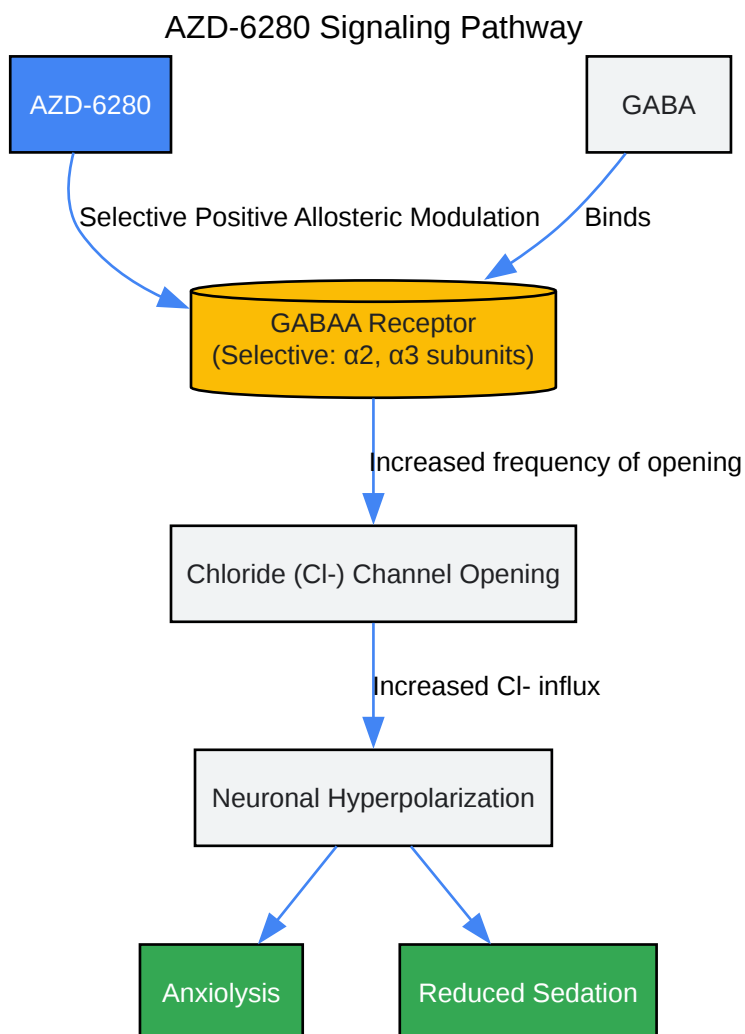 AZD-6280 Signaling Pathway
AZD-6280
GABA
Selective Positive Allosteric Modulation
Binds
GABAA Receptor
(Selective: α2, α3 subunits)
Increased frequency of opening
Chloride (Cl-) Channel Opening
Increased Cl- influx
Neuronal Hyperpolarization
Anxiolysis
Reduced Sedation